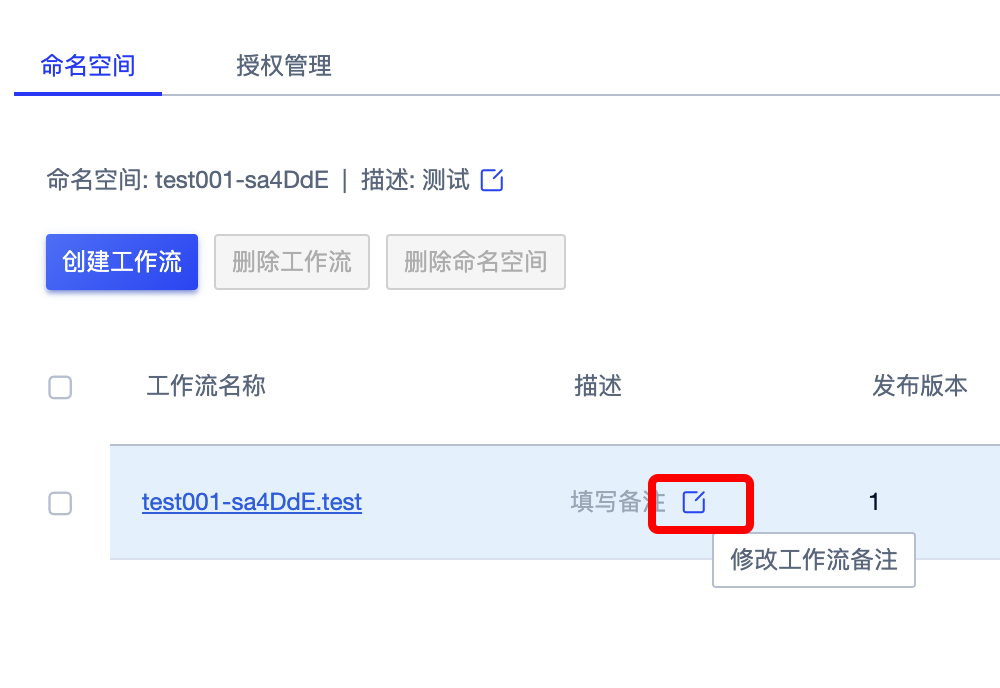 命名空间 授权管理
命名空间: test001-sa4DdE | 描述: 测试
创建工作流 删除工作流 删除命名空间
工作流名称 描述 发布版本
test001-sa4DdE.test 填写备注 1
修改工作流备注